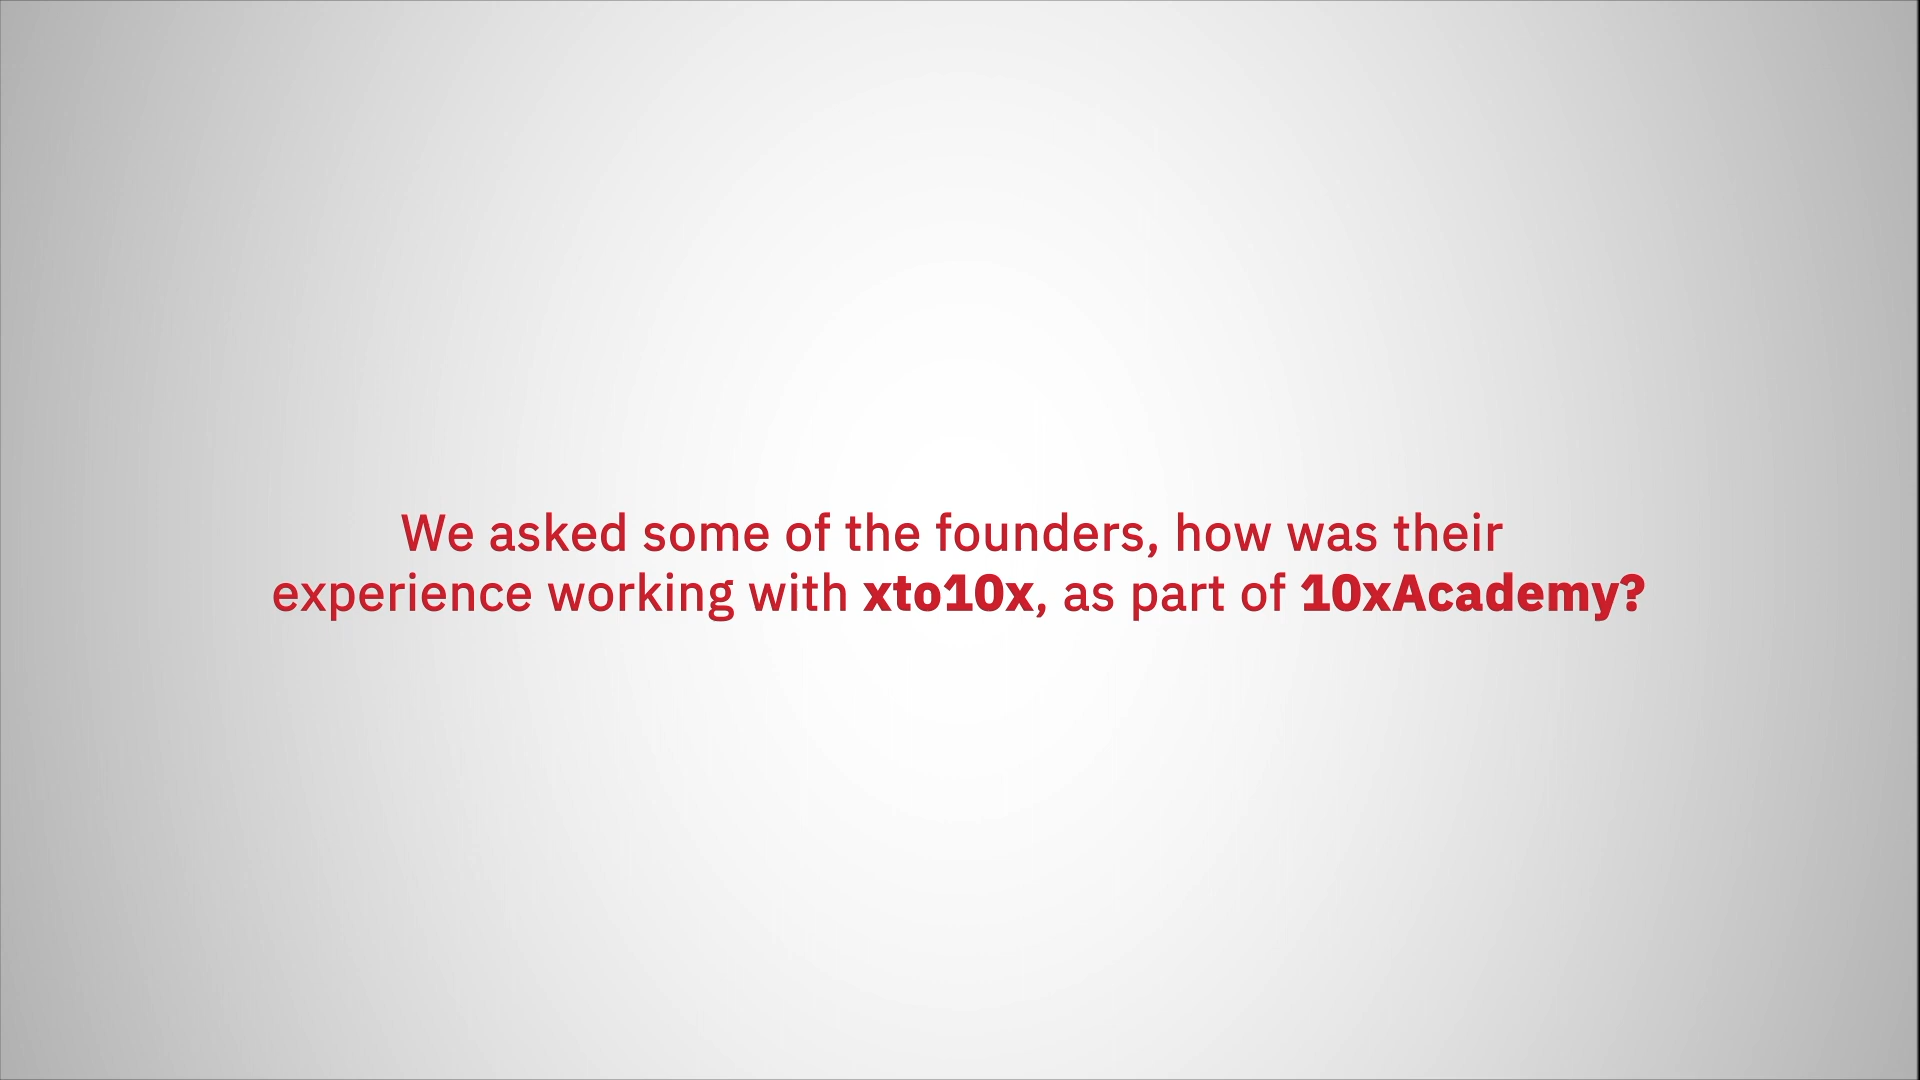 We asked some of the founders, how was their
experience working with xto10x, as part of 10xAcademy?